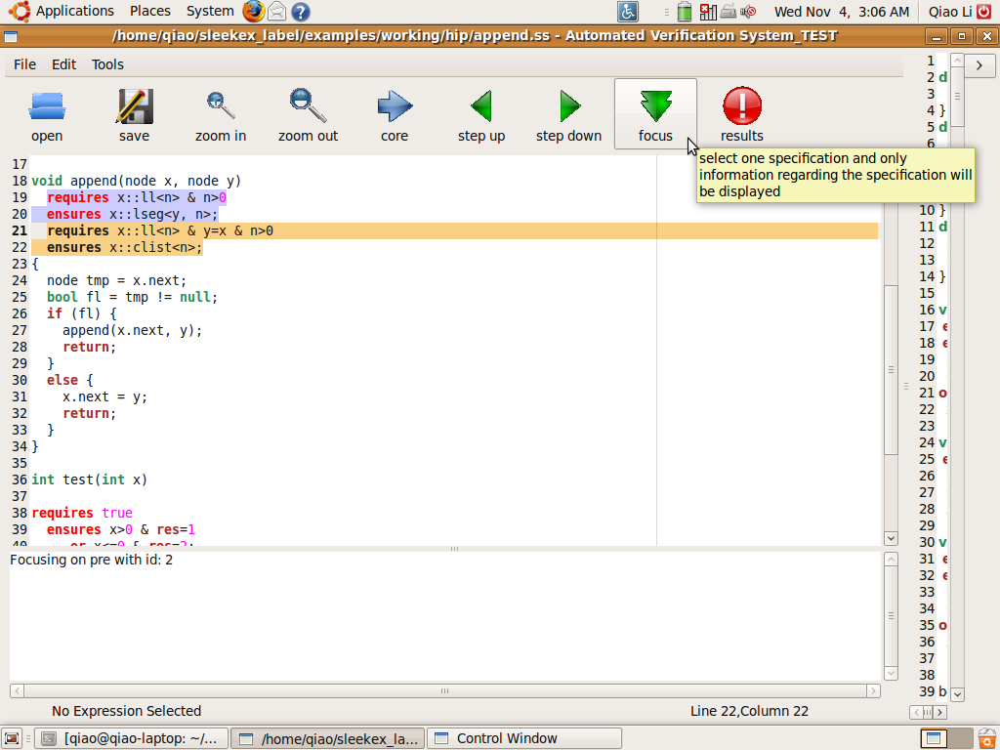 Applications Places System Wed Nov 4, 3:06 AM Qiao Li
/home/qiao/sleekex_label/examples/working/hip/append.ss - Automated Verification System_TEST
File Edit Tools
open save zoom in zoom out core step up step down focus results
select one specification and only
information regarding the specification will
be displayed
17
18 void append(node x, node y)
19 requires x::ll<n> & n>0
20 ensures x::lseg<y, n>;
21 requires x::ll<n> & y=x & n>0
22 ensures x::clist<n>;
23 {
24 node tmp = x.next;
25 bool fl = tmp != null;
26 if (fl) {
27 append(x.next, y);
28 return;
29 }
30 else {
31 x.next = y;
32 return;
33 }
34 }
35
36 int test(int x)
37
38 requires true
39 ensures x>0 & res=1
40 or x<=0 & res=2;
1
2 d
3
4 }
5 d
6
10 }
11 d
12
13
14 }
15
16 v
17 e
18 e
19
20
21 o
22
23
24 v
25 e
26
27
28
29
30 v
31 e
32 e
33
34
35 o
36
37
38
39 b
Focusing on pre with id: 2
No Expression Selected Line 22,Column 22
[qiao@qiao-laptop: ~/... /home/qiao/sleekex_la... Control Window